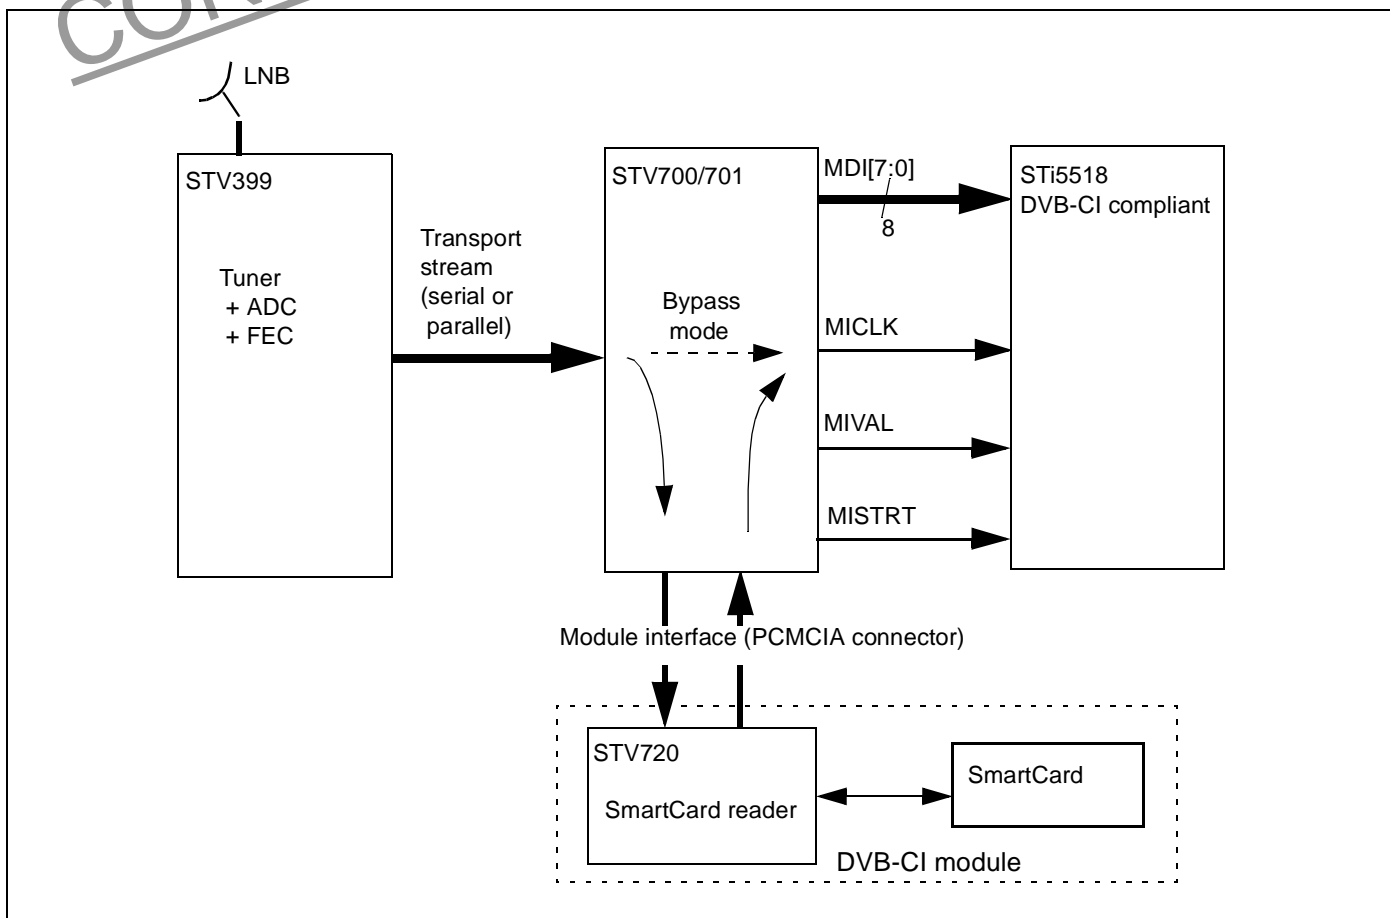 LNB
STV399
Tuner
+ ADC
+ FEC
Transport
stream
(serial or
parallel)
STV700/701
Bypass
mode
MDI[7:0]
8
MICLK
MIVAL
MISTRT
STi5518
DVB-CI compliant
Module interface (PCMCIA connector)
STV720
SmartCard reader
SmartCard
DVB-CI module